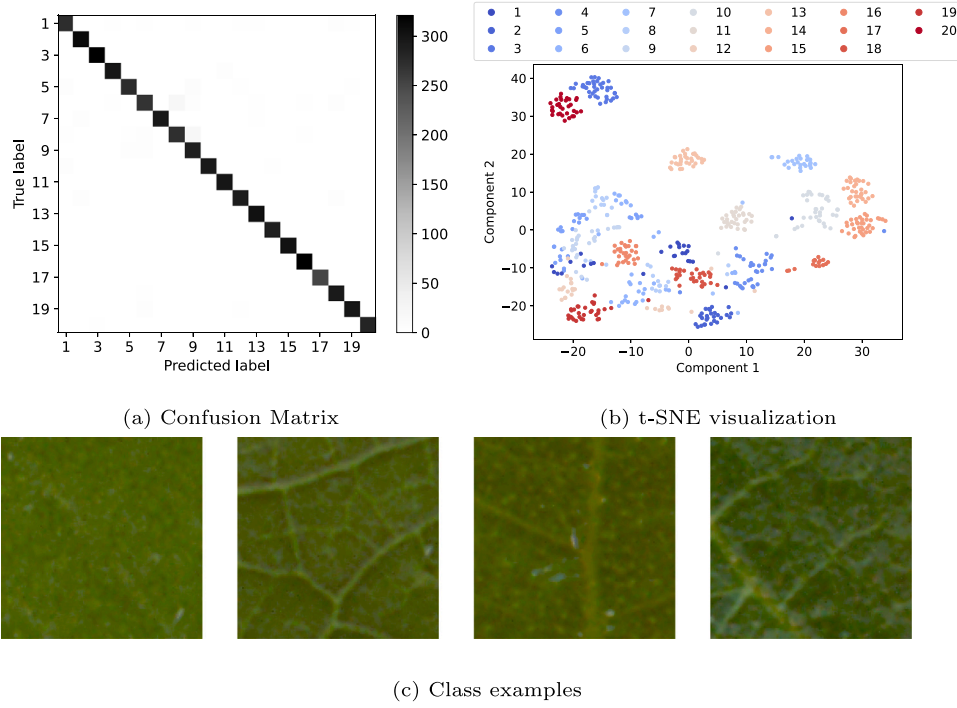 1 4 7 10 13 16 19
2 5 8 11 14 17 20
3 6 9 12 15 18
1
3
5
7
9
11
13
15
17
19
True label
1 3 5 7 9 11 13 15 17 19
Predicted label
300
250
200
150
100
50
0
40
30
20
10
0
−10
−20
Component 2
−20 −10 0 10 20 30
Component 1
(a) Confusion Matrix
(b) t-SNE visualization
(c) Class examples